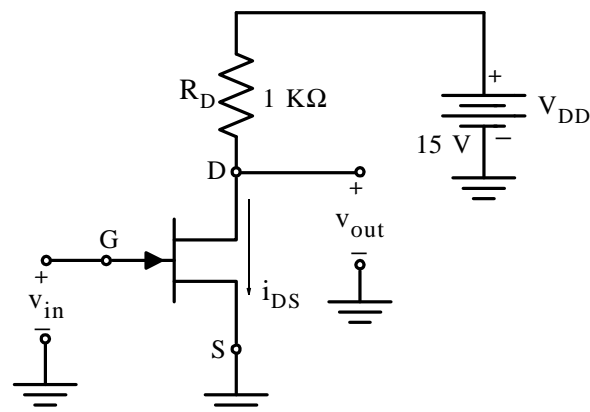 R_D
1 KΩ
+
V_DD
15 V
−
D
+
v_out
−
G
+
v_in
−
i_DS
S